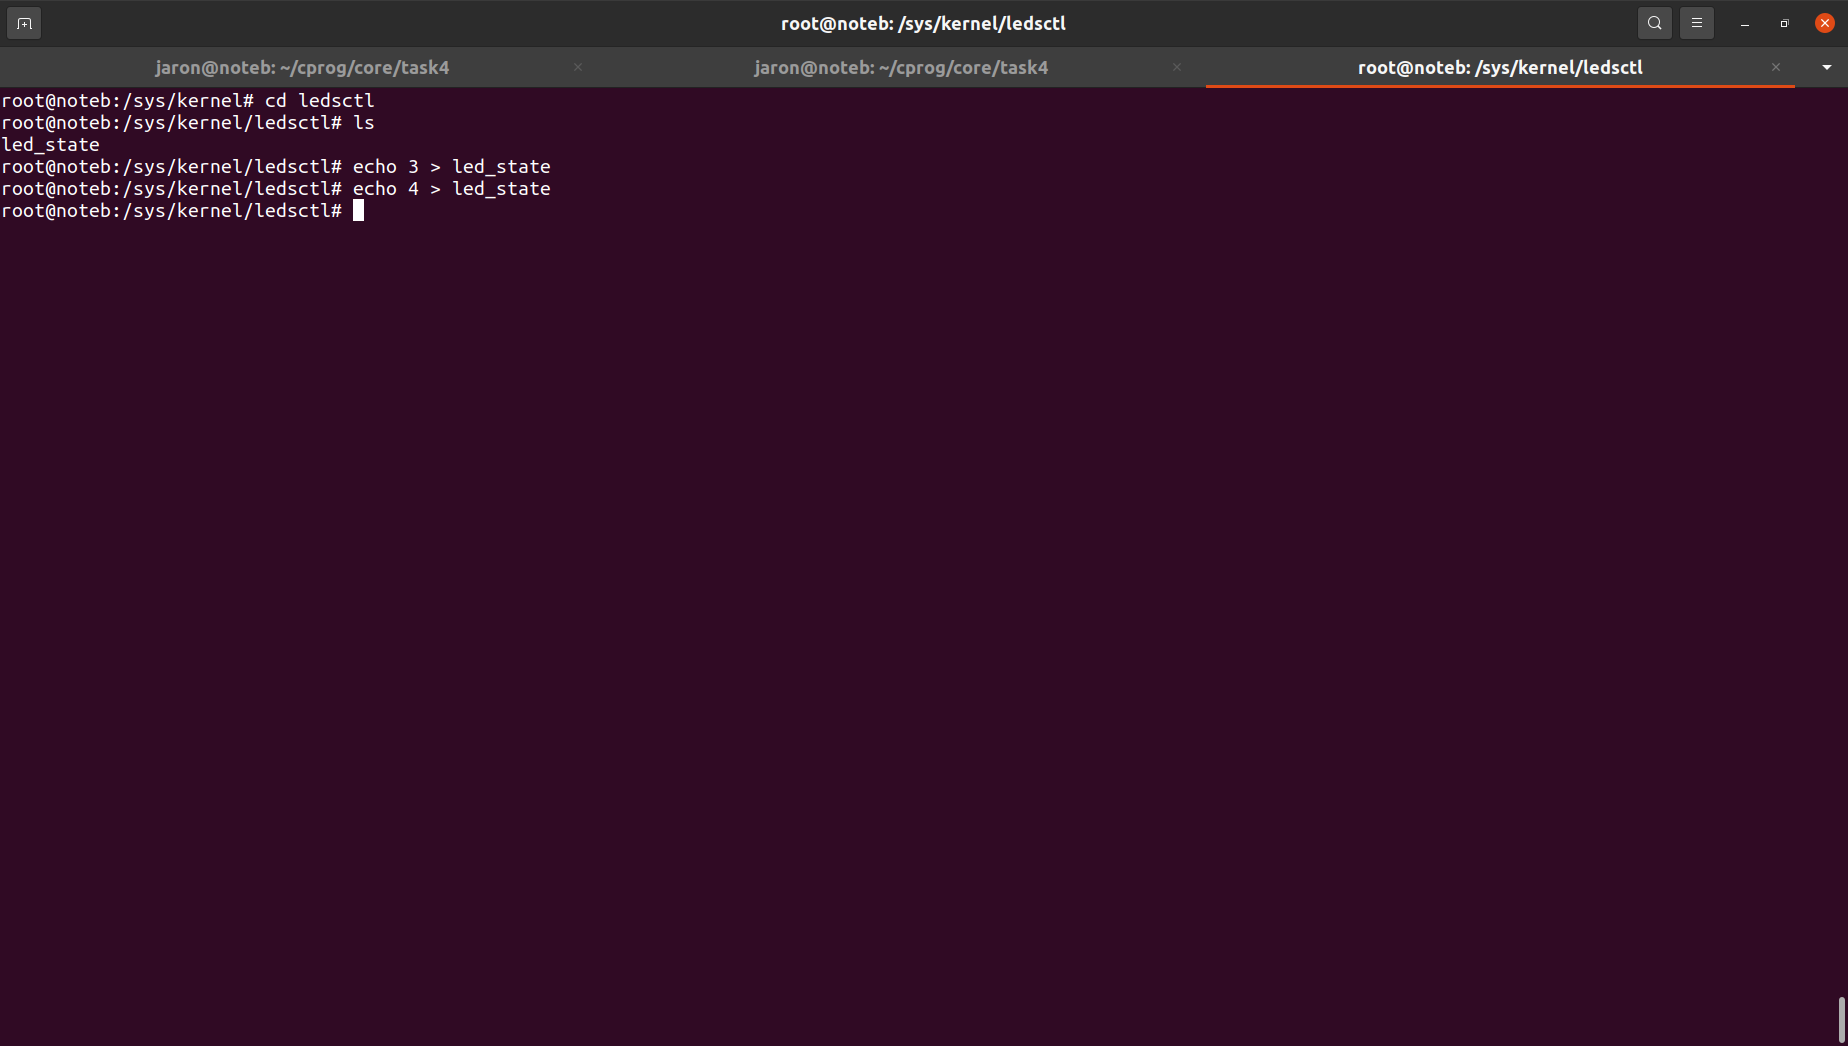 root@noteb: /sys/kernel/ledsctl
jaron@noteb: ~/cprog/core/task4
jaron@noteb: ~/cprog/core/task4
root@noteb: /sys/kernel/ledsctl
root@noteb:/sys/kernel# cd ledsctl
root@noteb:/sys/kernel/ledsctl# ls
led_state
root@noteb:/sys/kernel/ledsctl# echo 3 > led_state
root@noteb:/sys/kernel/ledsctl# echo 4 > led_state
root@noteb:/sys/kernel/ledsctl#